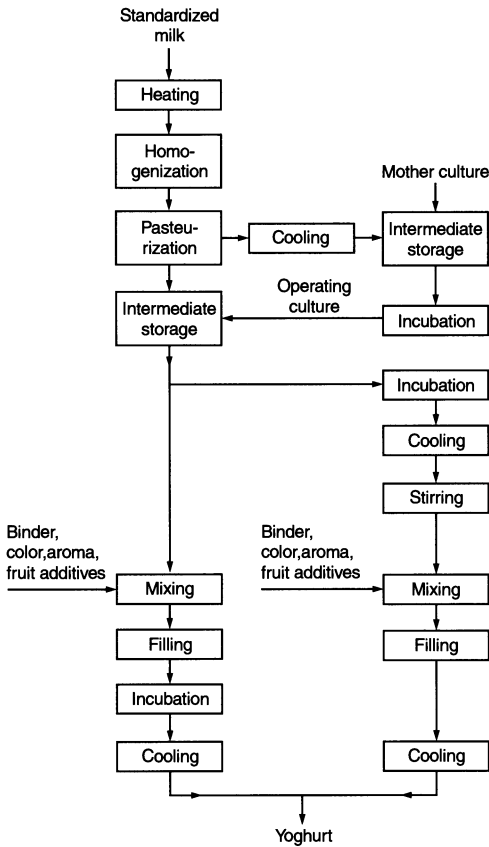 Standardized
milk
Heating
Homo-
genization
Mother culture
Pasteu-
rization
Cooling
Intermediate
storage
Operating
culture
Intermediate
storage
Incubation
Incubation
Cooling
Stirring
Binder,
color,aroma,
fruit additives
Binder,
color,aroma,
fruit additives
Mixing
Mixing
Filling
Filling
Incubation
Cooling
Cooling
Yoghurt